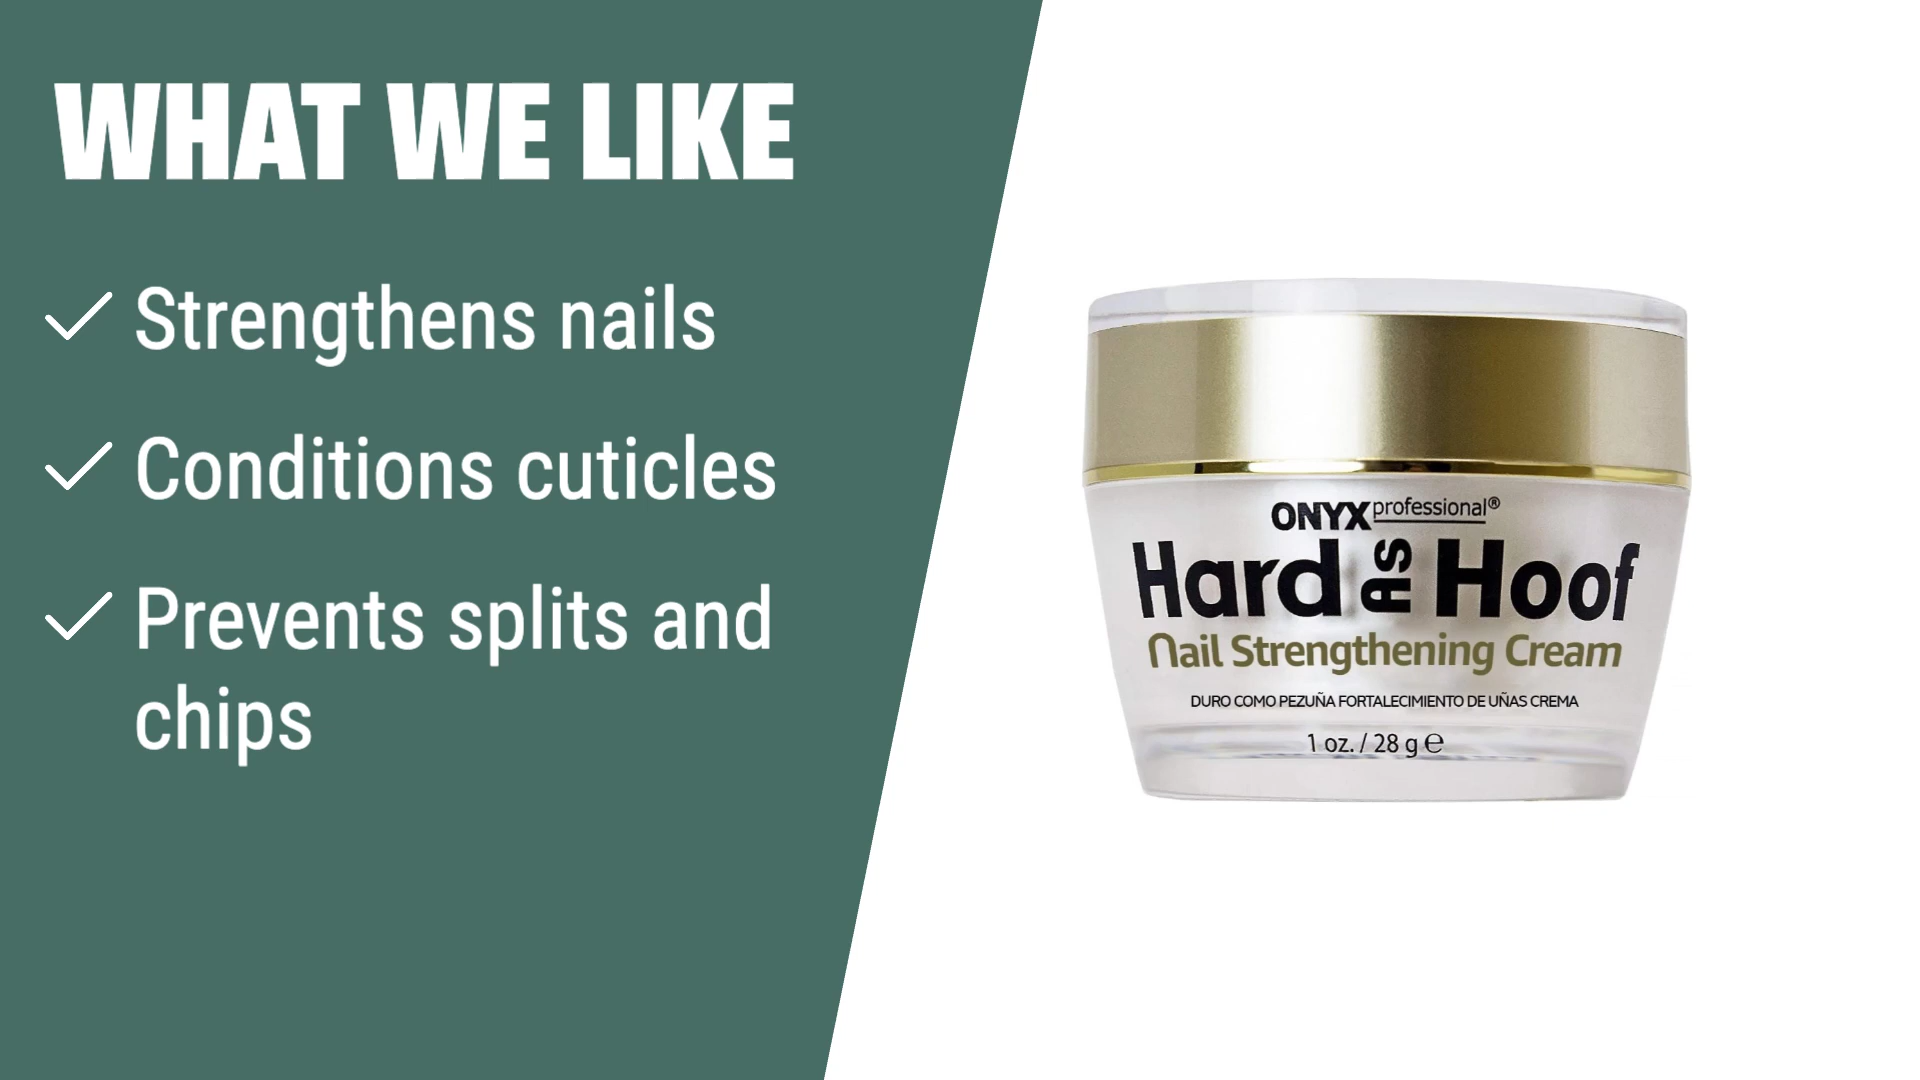 WHAT WE LIKE
Strengthens nails
Conditions cuticles
Prevents splits and
chips
ONYX professional®
Hard AS Hoof
Nail Strengthening Cream
DURO COMO PEZUÑA FORTALECIMIENTO DE UÑAS CREMA
1 oz. / 28 g ℮